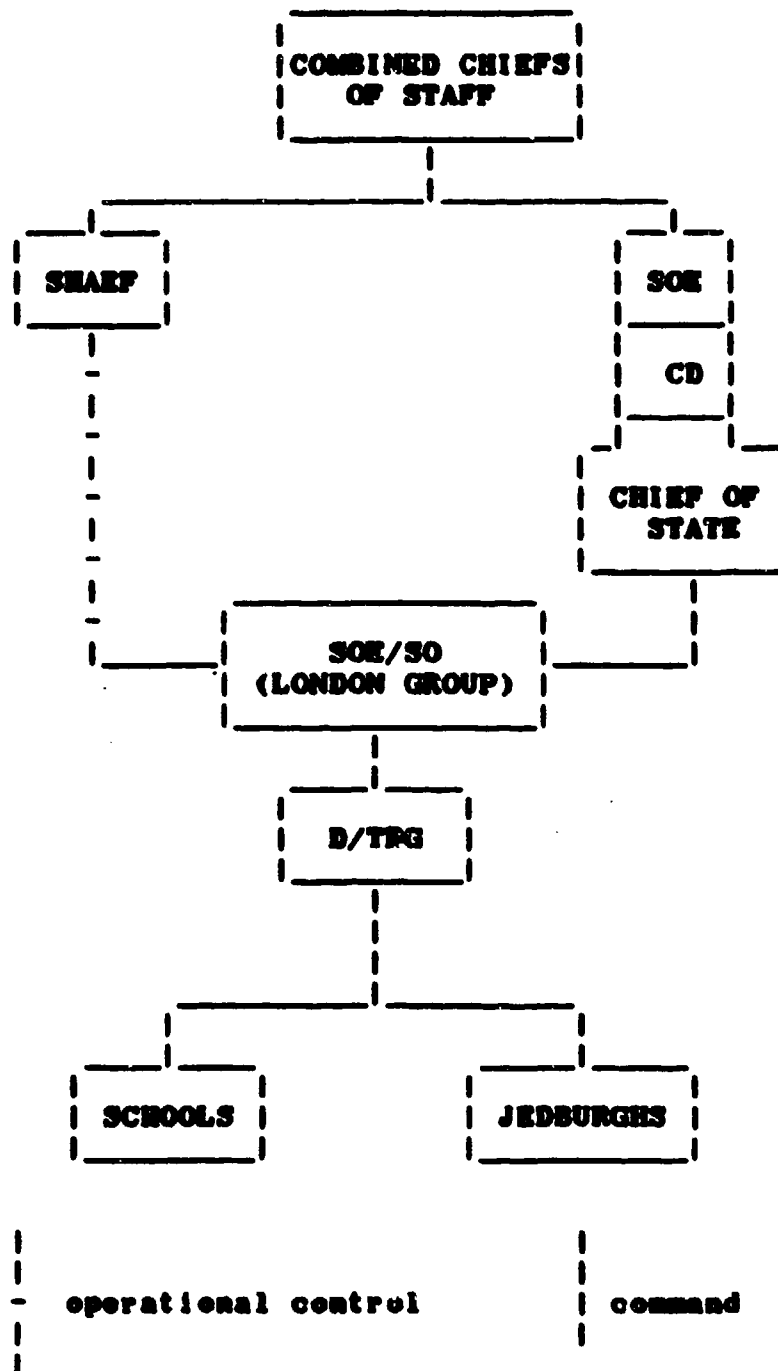 COMBINED CHIEFS
OF STAFF
SHAEF
SOE
CD
CHIEF OF
STATE
SOE/SO
(LONDON GROUP)
D/TRG
SCHOOLS
JEDBURGHS
operational control
command